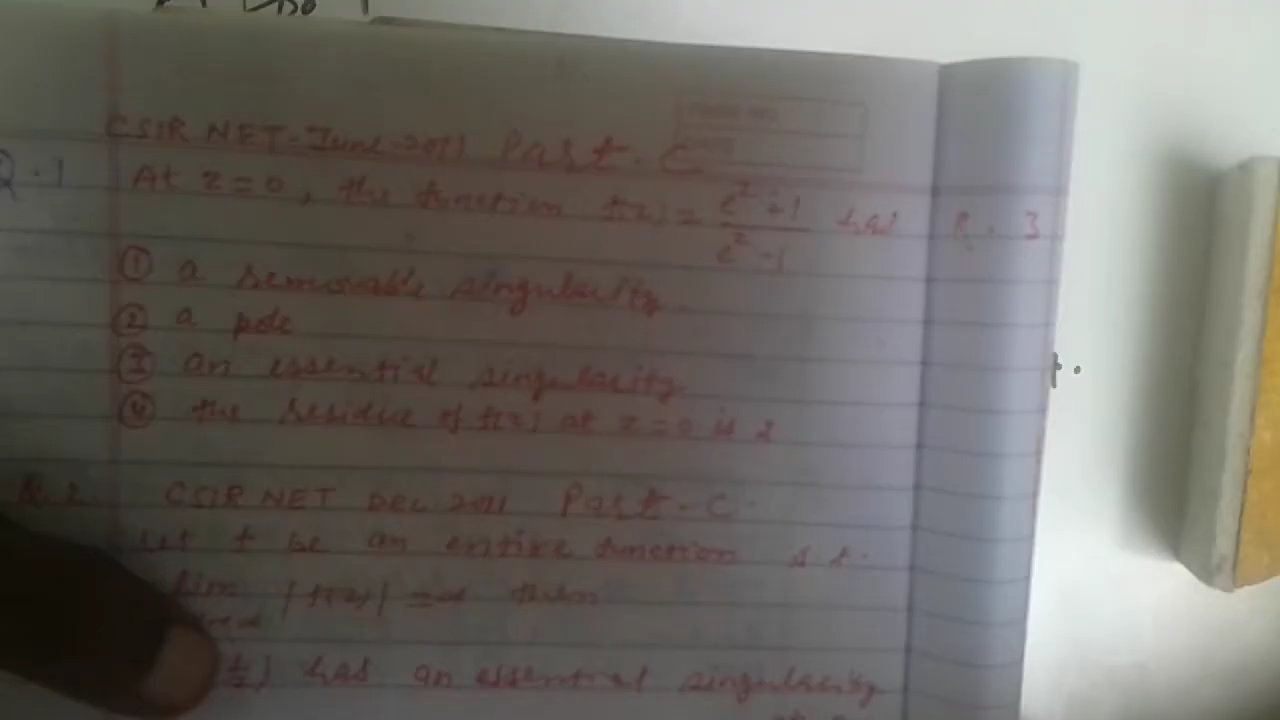 CSIR NET-June-2011 Part-C
Q.1 At z=0, the function f(z) = e^z+1 / e^z-1 has
① a removable singularity
② a pole
③ an essential singularity
④ the residue of f(z) at z=0 is 2
CSIR NET Dec 2011 Part-C
Let f be an entire function s.t.
lim |f(z)| = ∞ then
has an essential singularity